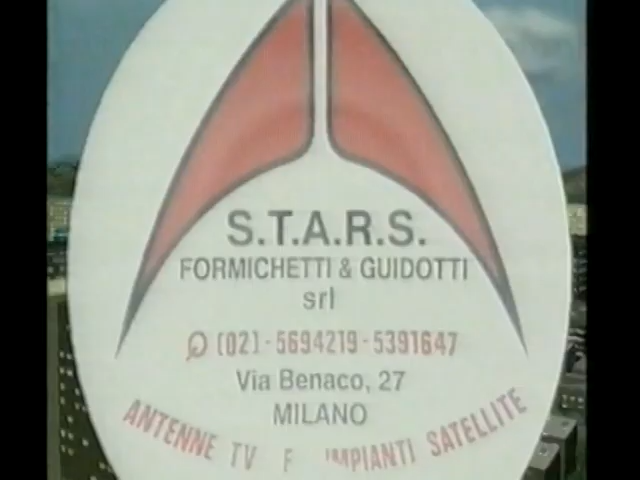 S.T.A.R.S.
FORMICHETTI & GUIDOTTI
srl
(02) - 5694219 - 5391647
Via Benaco, 27
MILANO
ANTENNE TV E IMPIANTI SATELLITE